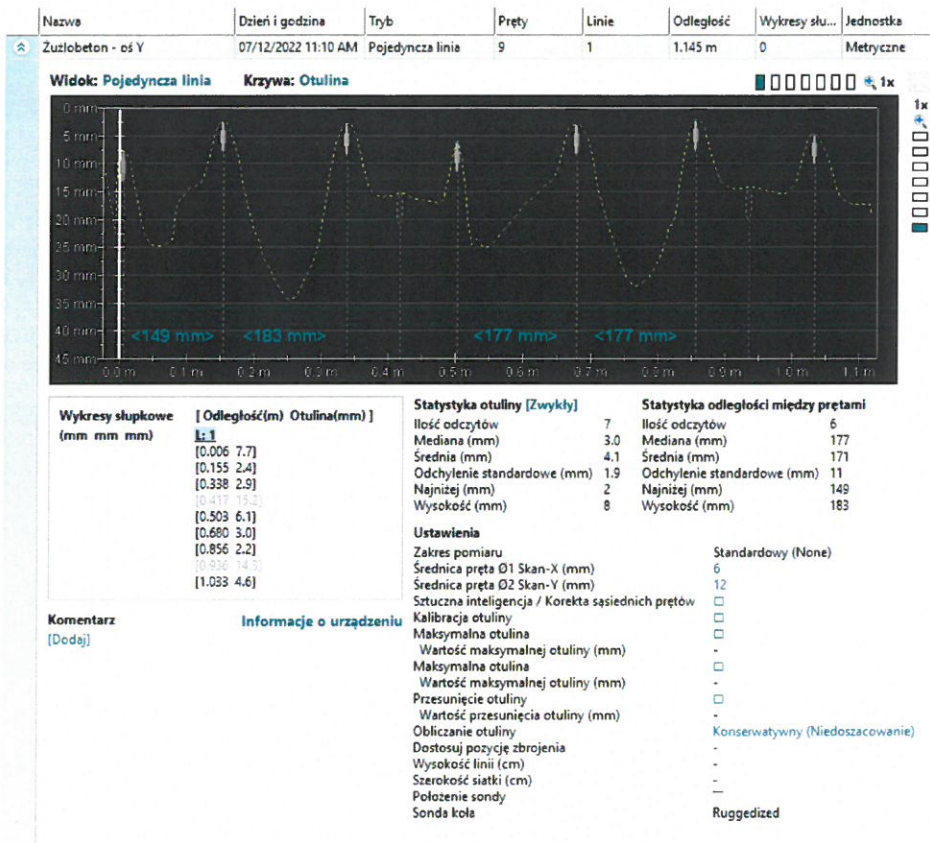 Nazwa Dzień i godzina Tryb Pręty Linie Odległość Wykresy słu... Jednostka
Żużlobeton - oś Y 07/12/2022 11:10 AM Pojedyncza linia 9 1 1.145 m 0 Metryczne
Widok: Pojedyncza linia Krzywa: Otulina 1x
1x
0 mm
5 mm
10 mm
15 mm
20 mm
25 mm
30 mm
35 mm
40 mm <149 mm> <183 mm> <177 mm> <177 mm>
45 mm
0.0 m 0.1 m 0.2 m 0.3 m 0.4 m 0.5 m 0.6 m 0.7 m 0.8 m 0.9 m 1.0 m 1.1 m
Wykresy słupkowe
(mm mm mm)
[ Odległość(m) Otulina(mm) ]
L: 1
[0.006 7.7]
[0.155 2.4]
[0.338 2.9]
[0.417 15.2]
[0.503 6.1]
[0.680 3.0]
[0.856 2.2]
[0.936 14.5]
[1.033 4.6]
Komentarz
[Dodaj]
Informacje o urządzeniu
Statystyka otuliny [Zwykły]
Ilość odczytów 7
Mediana (mm) 3.0
Średnia (mm) 4.1
Odchylenie standardowe (mm) 1.9
Najniżej (mm) 2
Wysokość (mm) 8
Statystyka odległości między prętami
Ilość odczytów 6
Mediana (mm) 177
Średnia (mm) 171
Odchylenie standardowe (mm) 11
Najniżej (mm) 149
Wysokość (mm) 183
Ustawienia
Zakres pomiaru Standardowy (None)
Średnica pręta Ø1 Skan-X (mm) 6
Średnica pręta Ø2 Skan-Y (mm) 12
Sztuczna inteligencja / Korekta sąsiednich prętów
Kalibracja otuliny
Maksymalna otulina
Wartość maksymalnej otuliny (mm) -
Maksymalna otulina
Wartość maksymalnej otuliny (mm) -
Przesunięcie otuliny
Wartość przesunięcia otuliny (mm) -
Obliczanie otuliny Konserwatywny (Niedoszacowanie)
Dostosuj pozycję zbrojenia -
Wysokość linii (cm) -
Szerokość siatki (cm) -
Położenie sondy —
Sonda koła Ruggedized